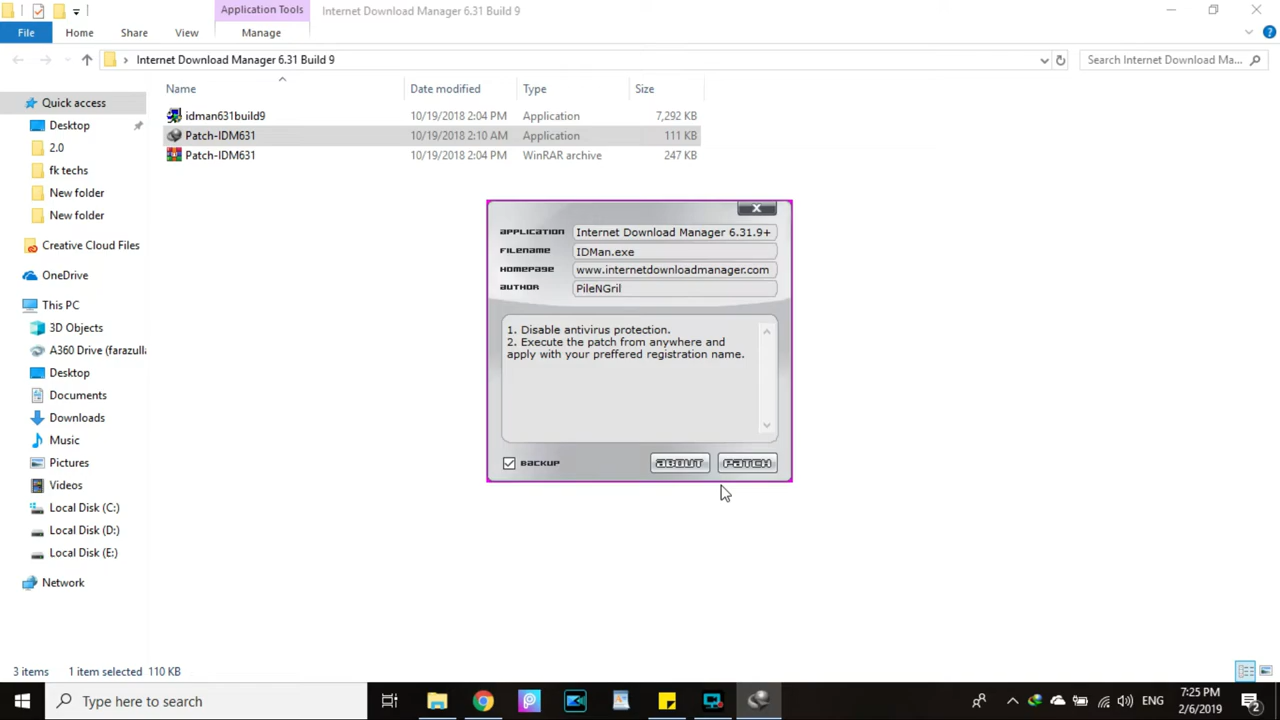 Application Tools
Internet Download Manager 6.31 Build 9
File
Home
Share
View
Manage
Internet Download Manager 6.31 Build 9
Search Internet Download Ma...
Name
Date modified
Type
Size
Quick access
Desktop
2.0
fk techs
New folder
New folder
Creative Cloud Files
OneDrive
This PC
3D Objects
A360 Drive (farazulla
Desktop
Documents
Downloads
Music
Pictures
Videos
Local Disk (C:)
Local Disk (D:)
Local Disk (E:)
Network
idman631build9 10/19/2018 2:04 PM Application 7,292 KB
Patch-IDM631 10/19/2018 2:10 AM Application 111 KB
Patch-IDM631 10/19/2018 2:04 PM WinRAR archive 247 KB
APPLICATION Internet Download Manager 6.31.9+
FILENAME IDMan.exe
HOMEPAGE www.internetdownloadmanager.com
AUTHOR PileNGril
1. Disable antivirus protection.
2. Execute the patch from anywhere and
apply with your preffered registration name.
BACKUP
ABOUT
PATCH
3 items 1 item selected 110 KB
Type here to search
ENG
7:25 PM
2/6/2019
2